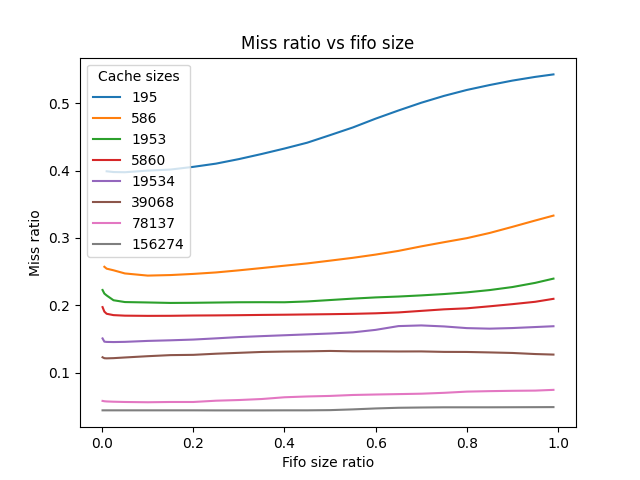 Miss ratio vs fifo size
Cache sizes
195
586
1953
5860
19534
39068
78137
156274
0.5
0.4
0.3
0.2
0.1
Miss ratio
0.0 0.2 0.4 0.6 0.8 1.0
Fifo size ratio